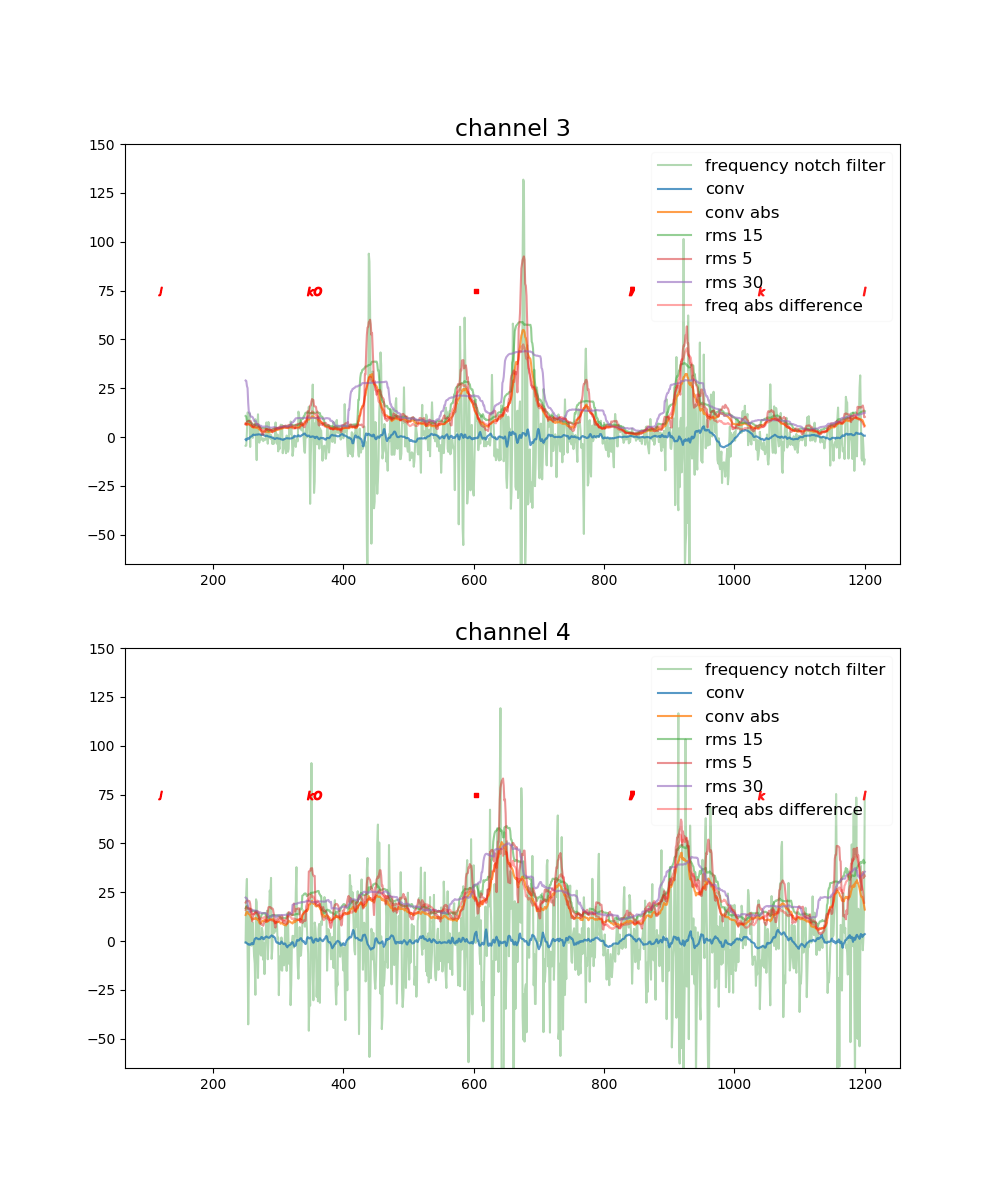 channel 3
150
125
100
75
50
25
0
−25
−50
frequency notch filter
conv
conv abs
rms 15
rms 5
rms 30
freq abs difference
k0 . , k
200 400 600 800 1000 1200
channel 4
150
125
100
75
50
25
0
−25
−50
frequency notch filter
conv
conv abs
rms 15
rms 5
rms 30
freq abs difference
k0 . , k
200 400 600 800 1000 1200